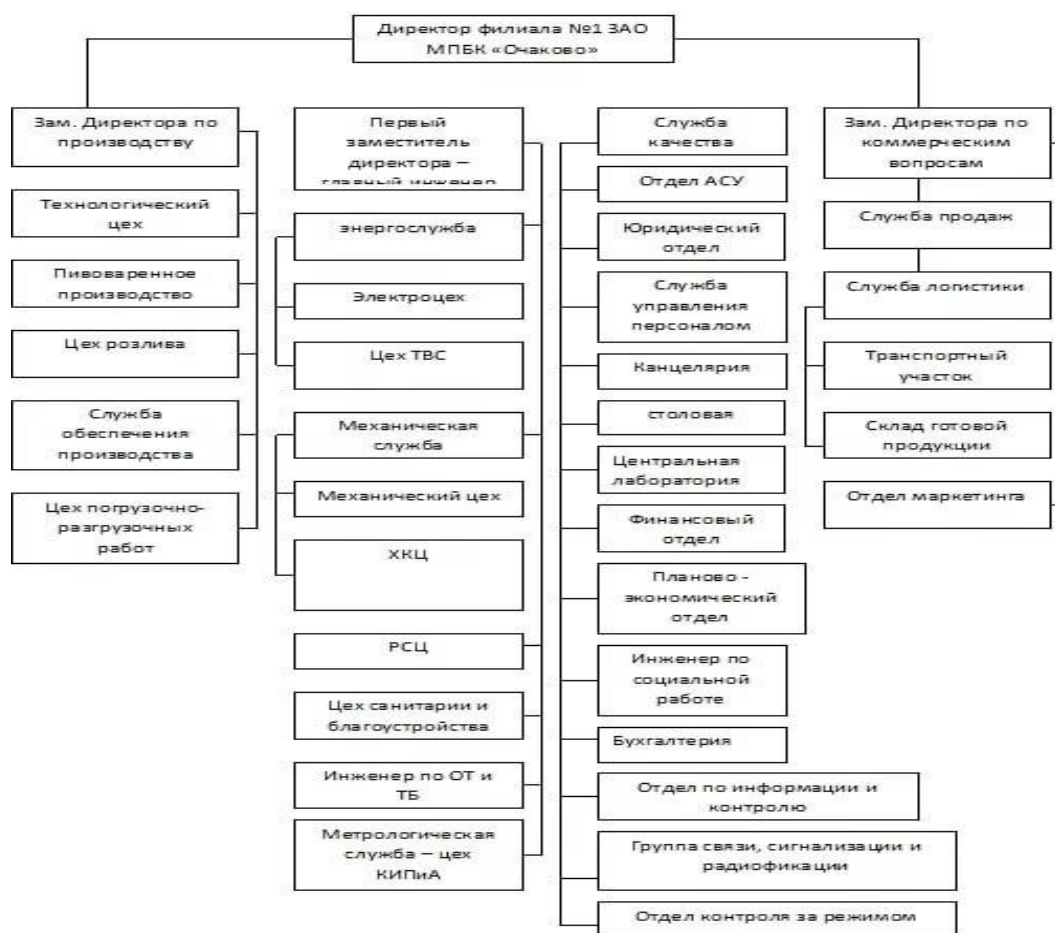 Директор филиала №1 ЗАО
МПБК «Очаково»
Зам. Директора по
производству
Технологический
цех
Пивоваренное
производство
Цех розлива
Служба
обеспечения
производства
Цех погрузочно-
разгрузочных
работ
Первый
заместитель
директора –
главный инженер
энергослужба
Электроцех
Цех ТВС
Механическая
служба
Механический цех
ХКЦ
РСЦ
Цех санитарии и
благоустройства
Инженер по ОТ и
ТБ
Метрологическая
служба – цех
КИПиА
Служба
качества
Отдел АСУ
Юридический
отдел
Служба
управления
персоналом
Канцелярия
столовая
Центральная
лаборатория
Финансовый
отдел
Планово -
экономический
отдел
Инженер по
социальной
работе
Бухгалтерия
Отдел по информации и
контролю
Группа связи, сигнализации и
радиофикации
Отдел контроля за режимом
Зам. Директора по
коммерческим
вопросам
Служба продаж
Служба логистики
Транспортный
участок
Склад готовой
продукции
Отдел маркетинга